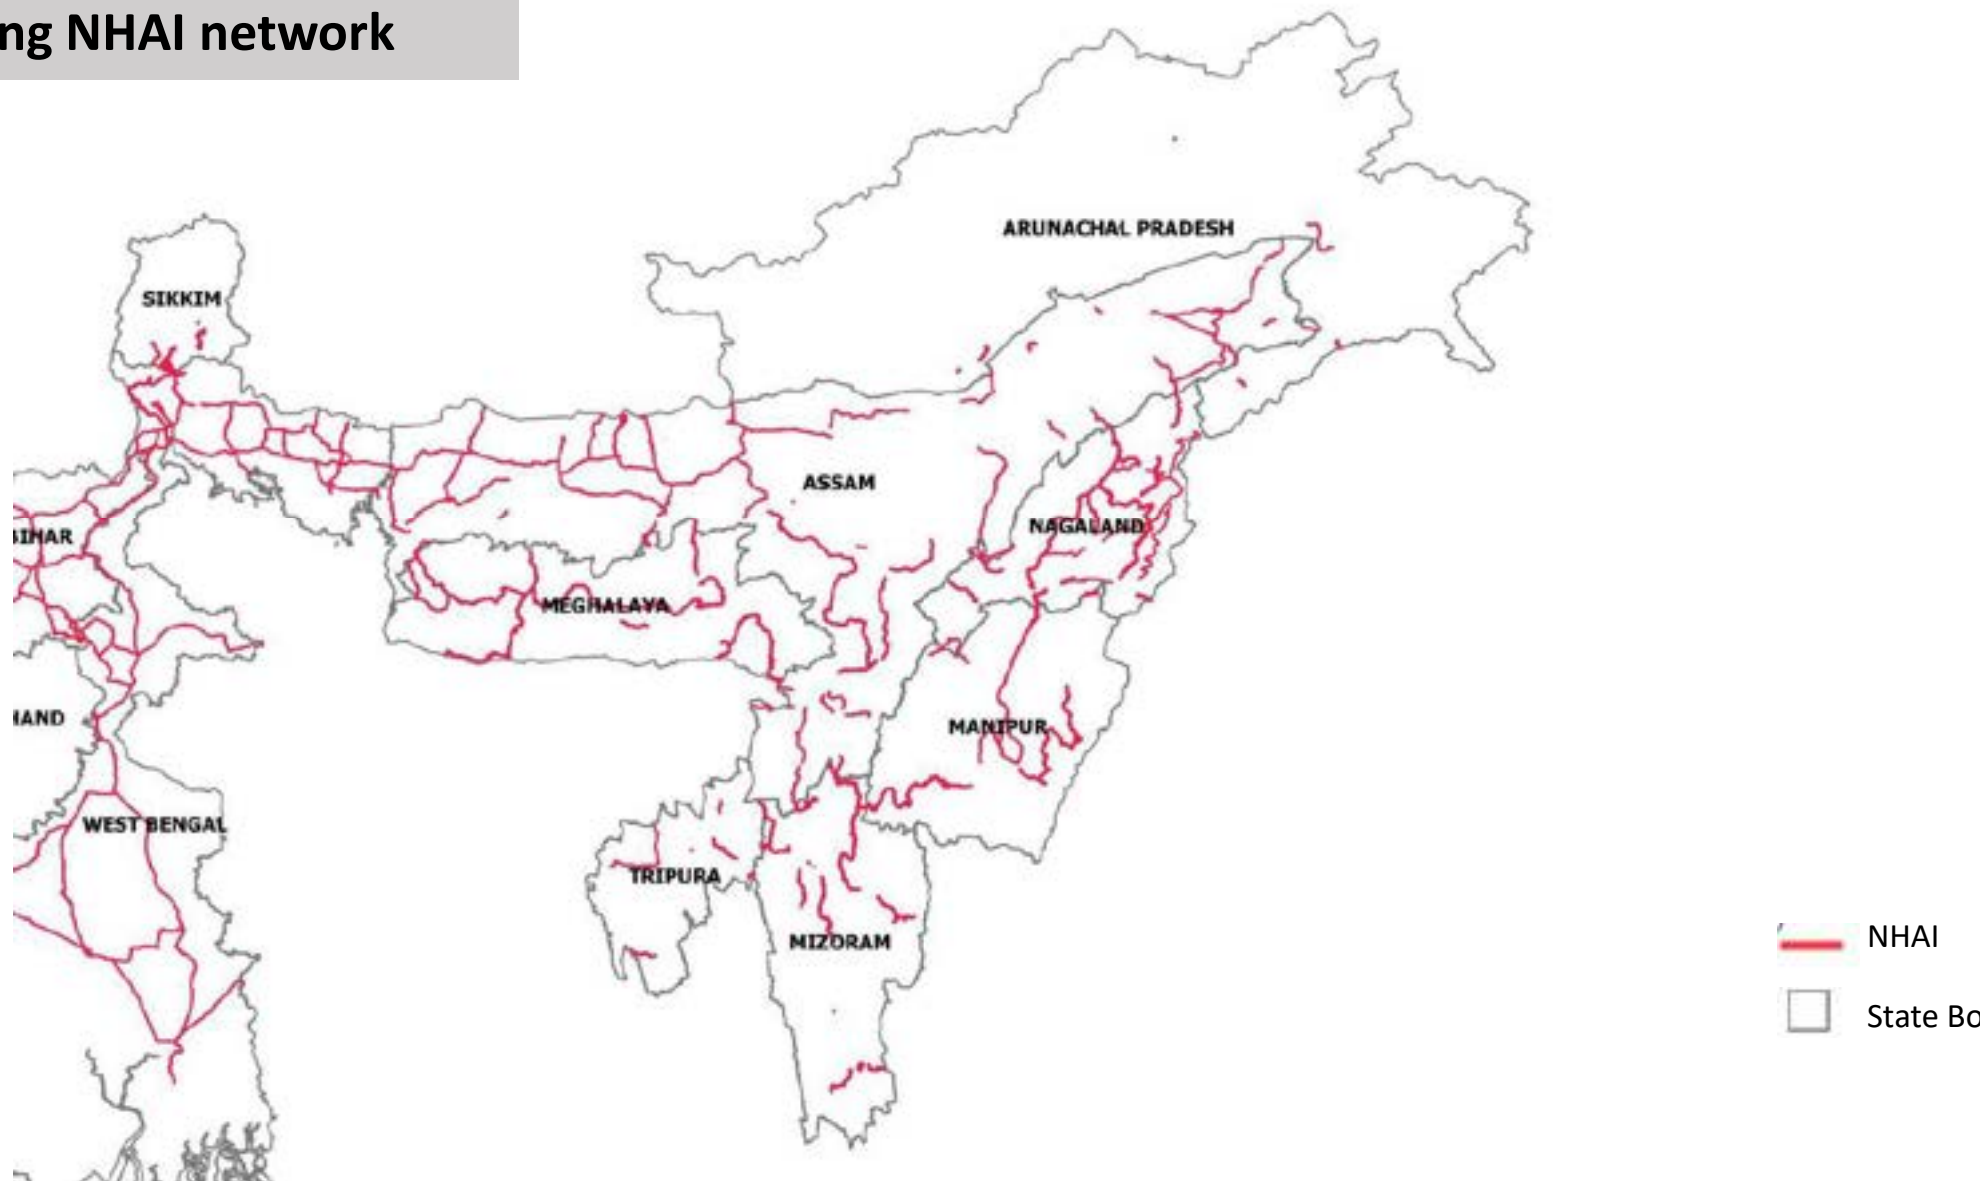 ng NHAI network
ARUNACHAL PRADESH
SIKKIM
ASSAM
NAGALAND
BIHAR
MEGHALAYA
HAND
MANIPUR
WEST BENGAL
TRIPURA
MIZORAM
NHAI
State Bo